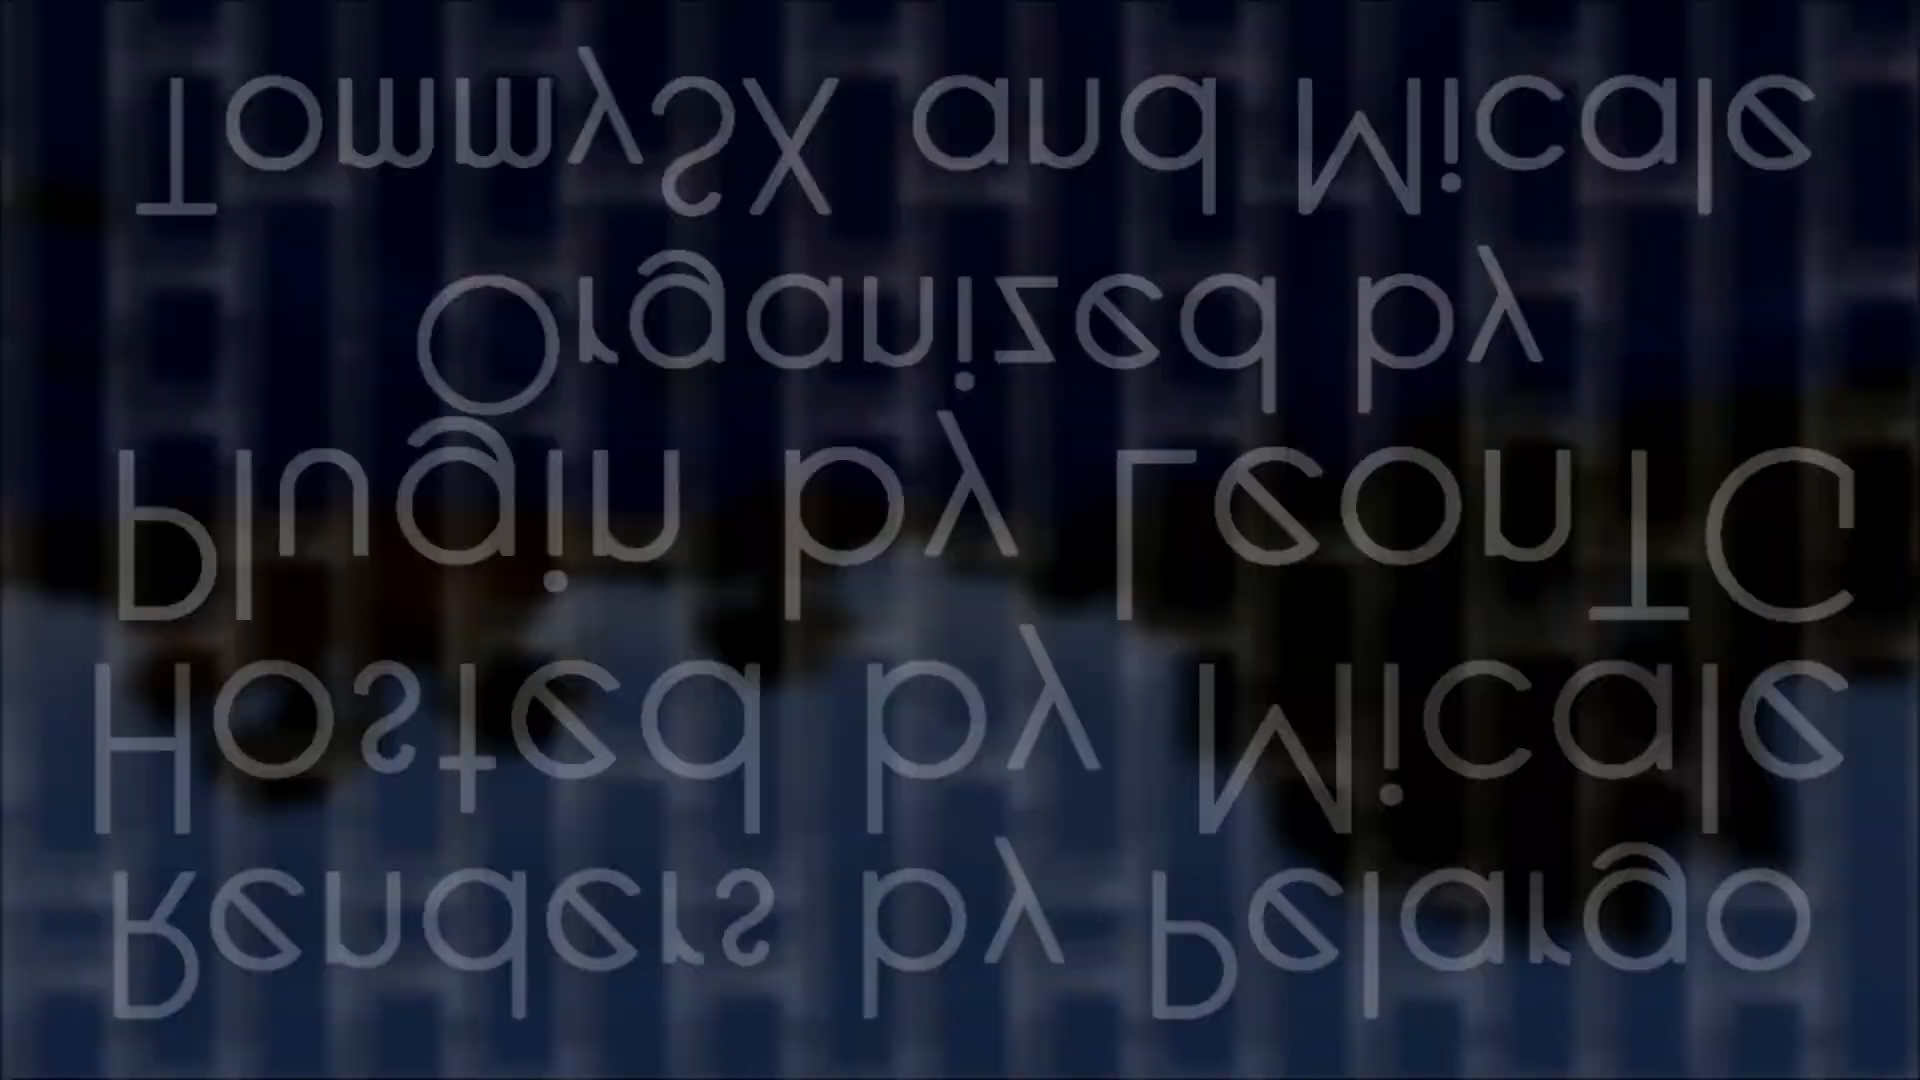 Renders by Pelargo
Hosted by Micale
Plugin by LeonTC
Organized by
TommySX and Micale